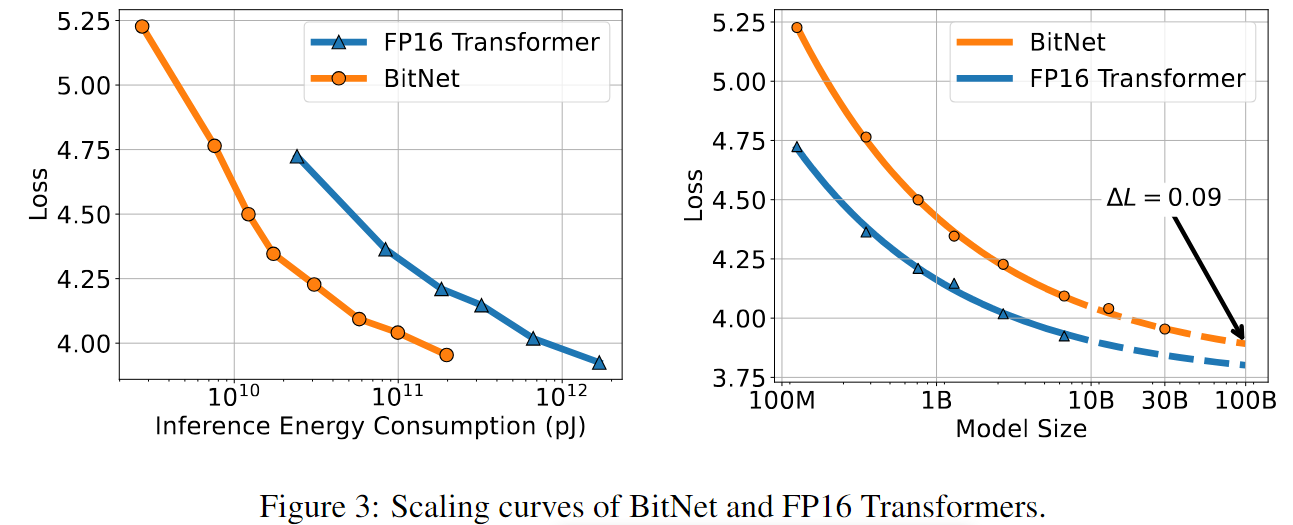 5.25
5.00
4.75
4.50
4.25
4.00
Loss
FP16 Transformer
BitNet
10^10
10^11
10^12
Inference Energy Consumption (pJ)
5.25
5.00
4.75
4.50
4.25
4.00
3.75
Loss
BitNet
FP16 Transformer
ΔL = 0.09
100M
1B
10B
30B
100B
Model Size
Figure 3: Scaling curves of BitNet and FP16 Transformers.